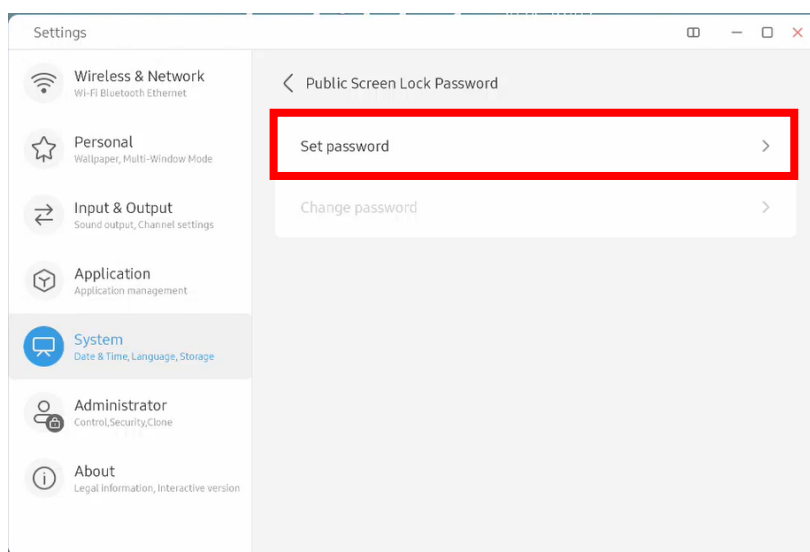 Settings
Wireless & Network
Wi-Fi Bluetooth Ethernet
Personal
Wallpaper, Multi-Window Mode
Input & Output
Sound output, Channel settings
Application
Application management
System
Date & Time, Language, Storage
Administrator
Control,Security,Clone
About
Legal information, Interactive version
Public Screen Lock Password
Set password
Change password